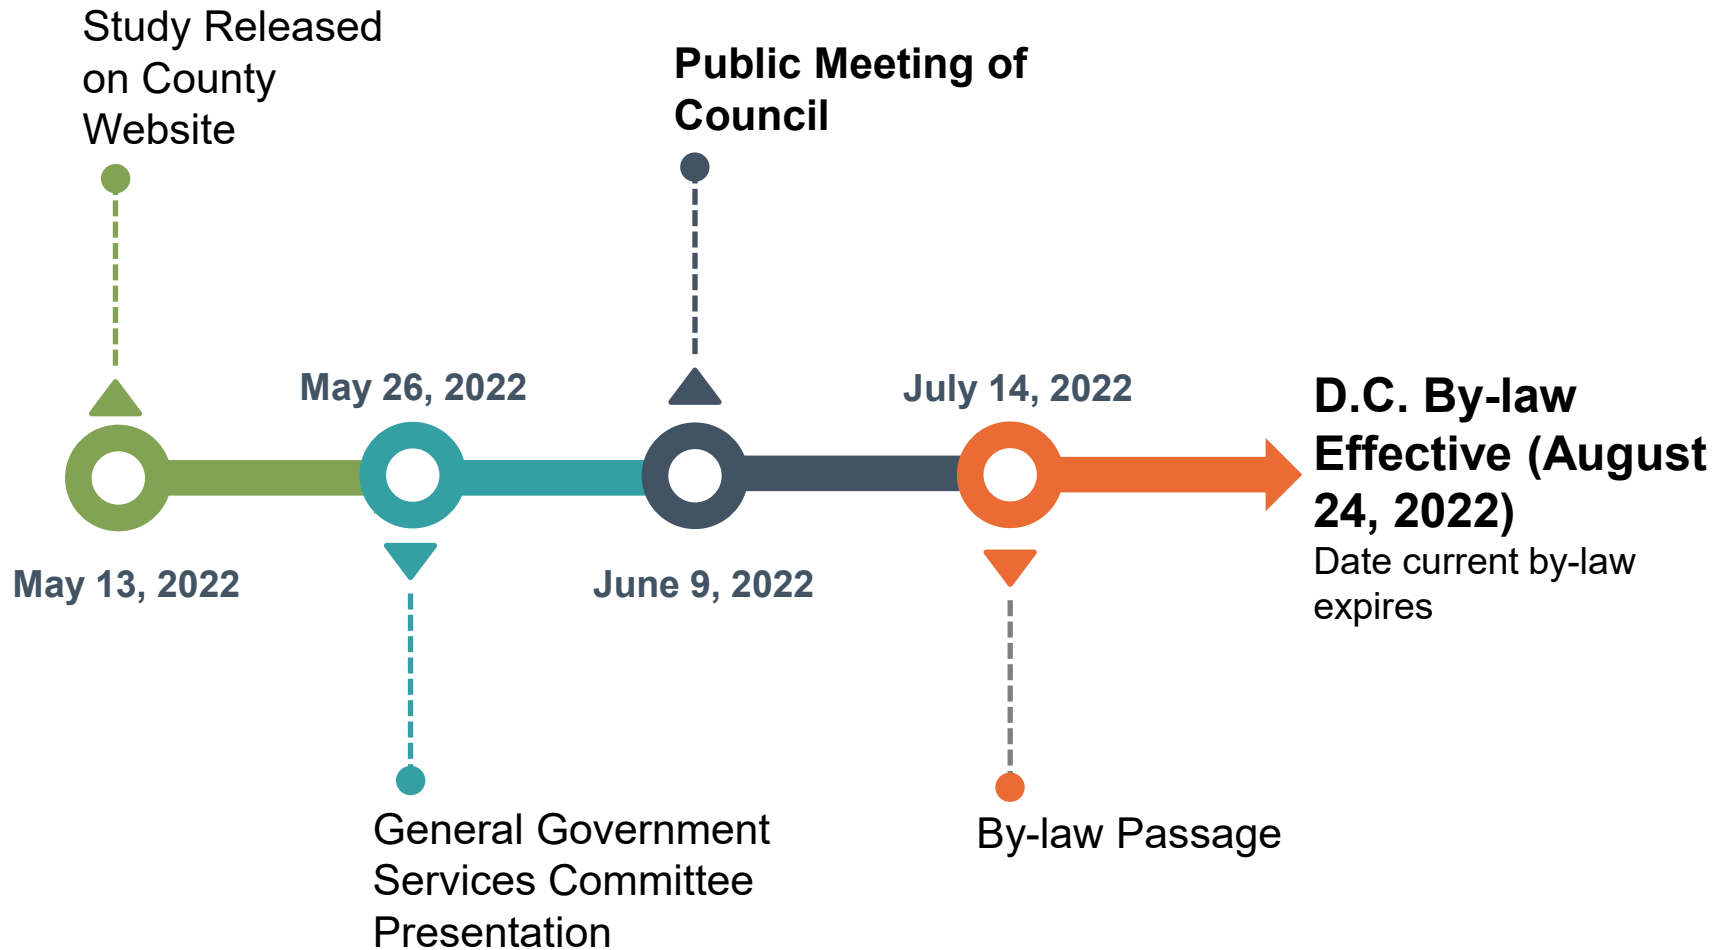 Study Released
on County
Website
Public Meeting of
Council
May 26, 2022
July 14, 2022
D.C. By-law
Effective (August
24, 2022)
Date current by-law
expires
May 13, 2022
June 9, 2022
General Government
Services Committee
Presentation
By-law Passage